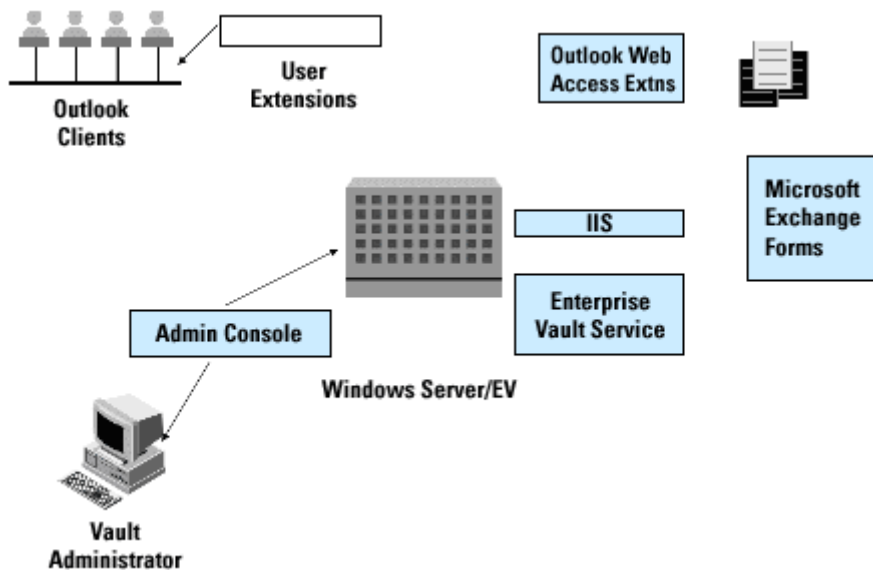 Outlook
Clients
User
Extensions
Outlook Web
Access Extns
Microsoft
Exchange
Forms
IIS
Enterprise
Vault Service
Admin Console
Windows Server/EV
Vault
Administrator